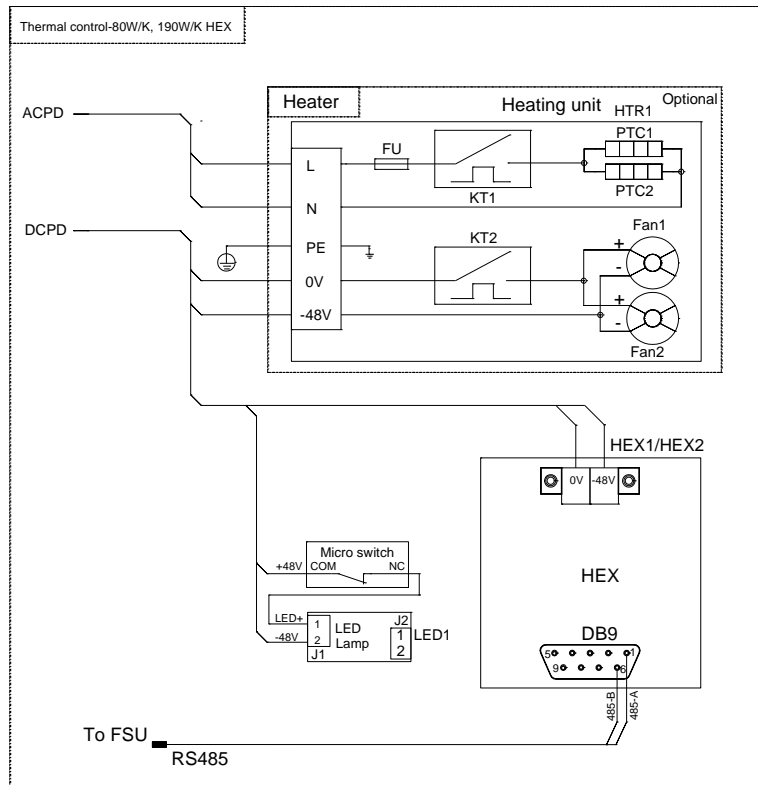 Thermal control-80W/K, 190W/K HEX
Heater
Heating unit
Optional
HTR1
ACPD
PTC1
FU
L
KT1
PTC2
N
DCPD
Fan1
PE
KT2
+
-
0V
+
-48V
-
Fan2
HEX1/HEX2
0V
-48V
Micro switch
+48V
COM
NC
HEX
LED+
1
LED
J2
1
LED1
DB9
-48V
2
Lamp
2
J1
5
1
9
6
485-B
485-A
To FSU
RS485